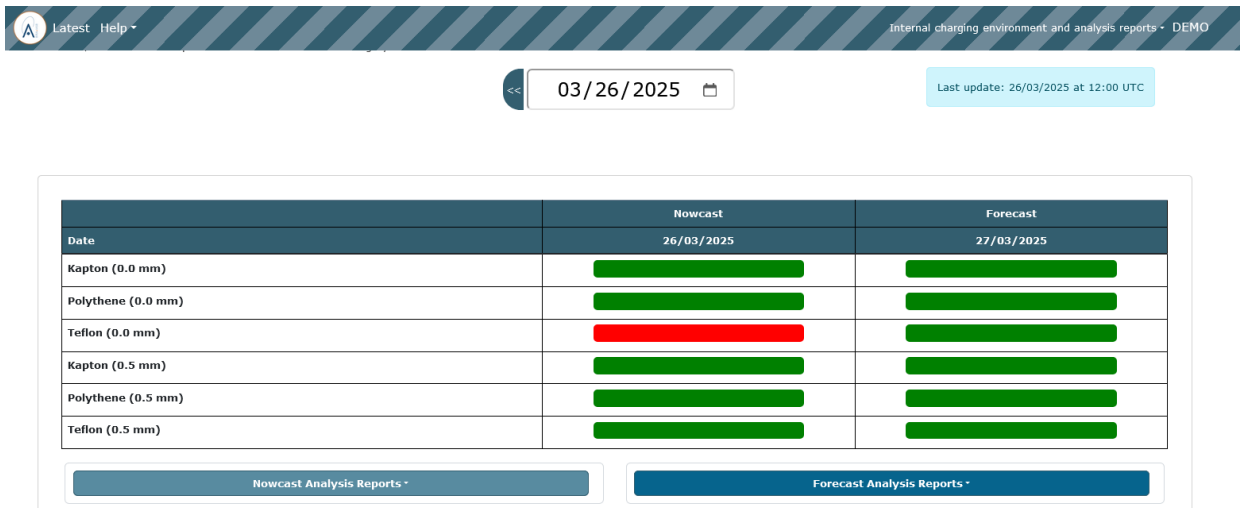 Latest Help Internal charging environment and analysis reports DEMO
<< 03/26/2025 Last update: 26/03/2025 at 12:00 UTC
Nowcast Forecast
Date 26/03/2025 27/03/2025
Kapton (0.0 mm)
Polythene (0.0 mm)
Teflon (0.0 mm)
Kapton (0.5 mm)
Polythene (0.5 mm)
Teflon (0.5 mm)
Nowcast Analysis Reports Forecast Analysis Reports